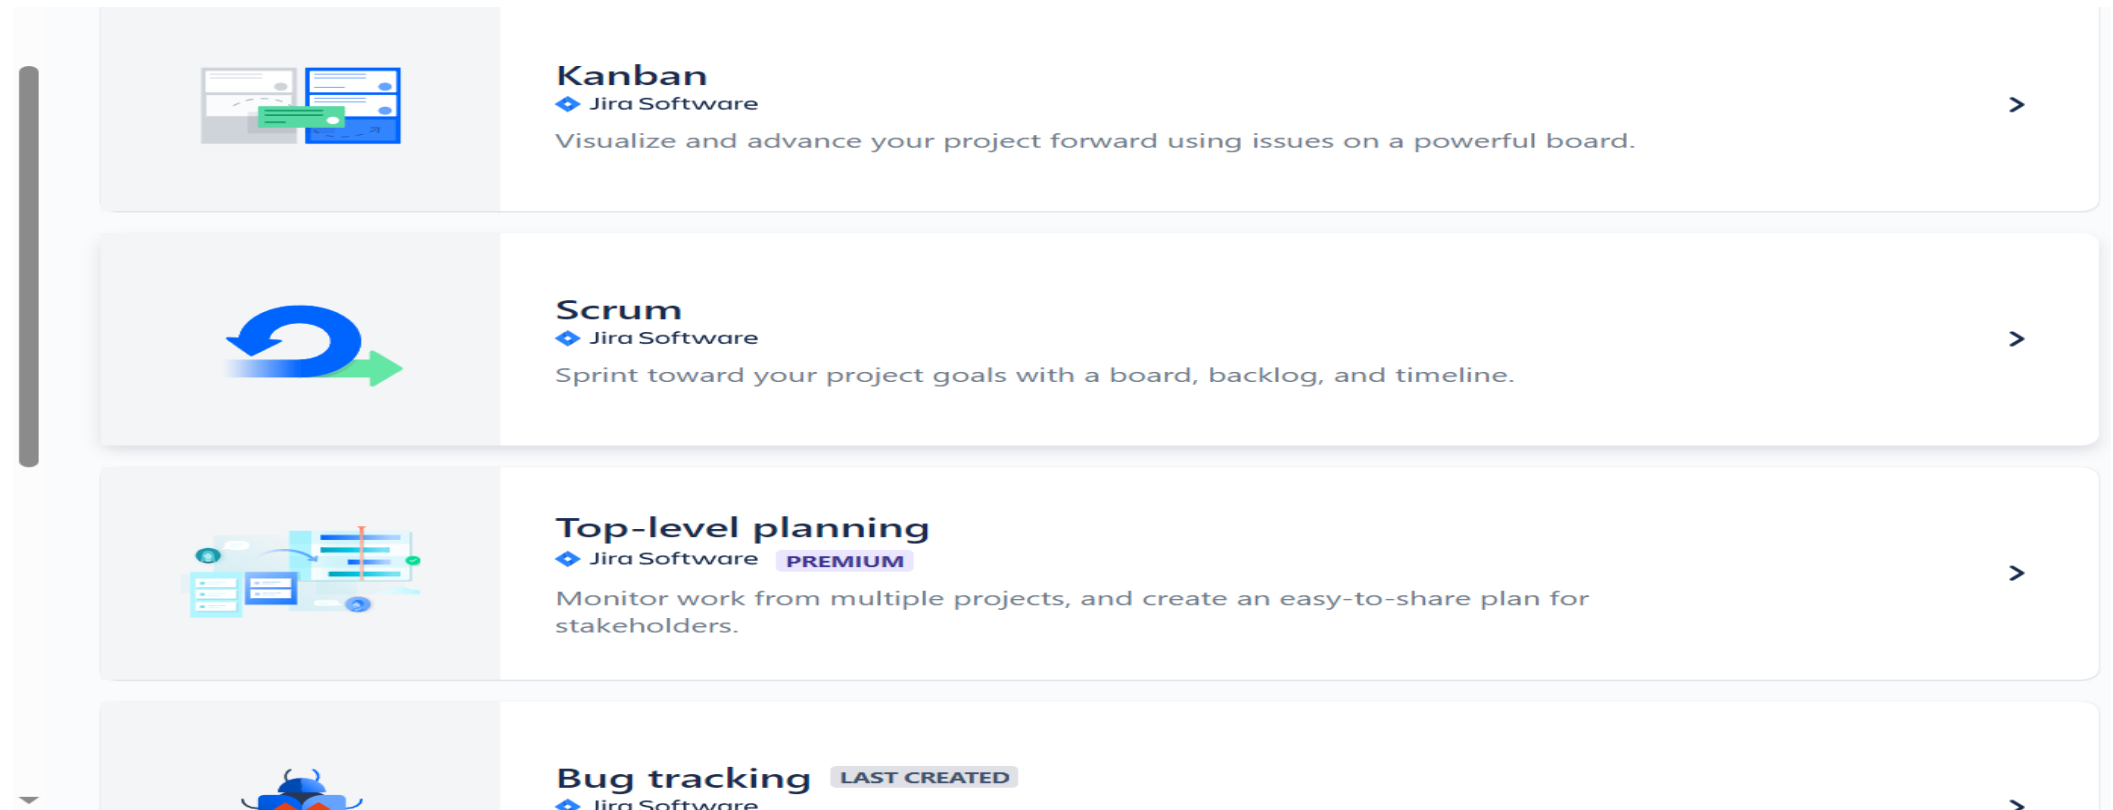 Kanban
Jira Software
Visualize and advance your project forward using issues on a powerful board.
Scrum
Jira Software
Sprint toward your project goals with a board, backlog, and timeline.
Top-level planning
Jira Software PREMIUM
Monitor work from multiple projects, and create an easy-to-share plan for
stakeholders.
Bug tracking LAST CREATED
Jira Software